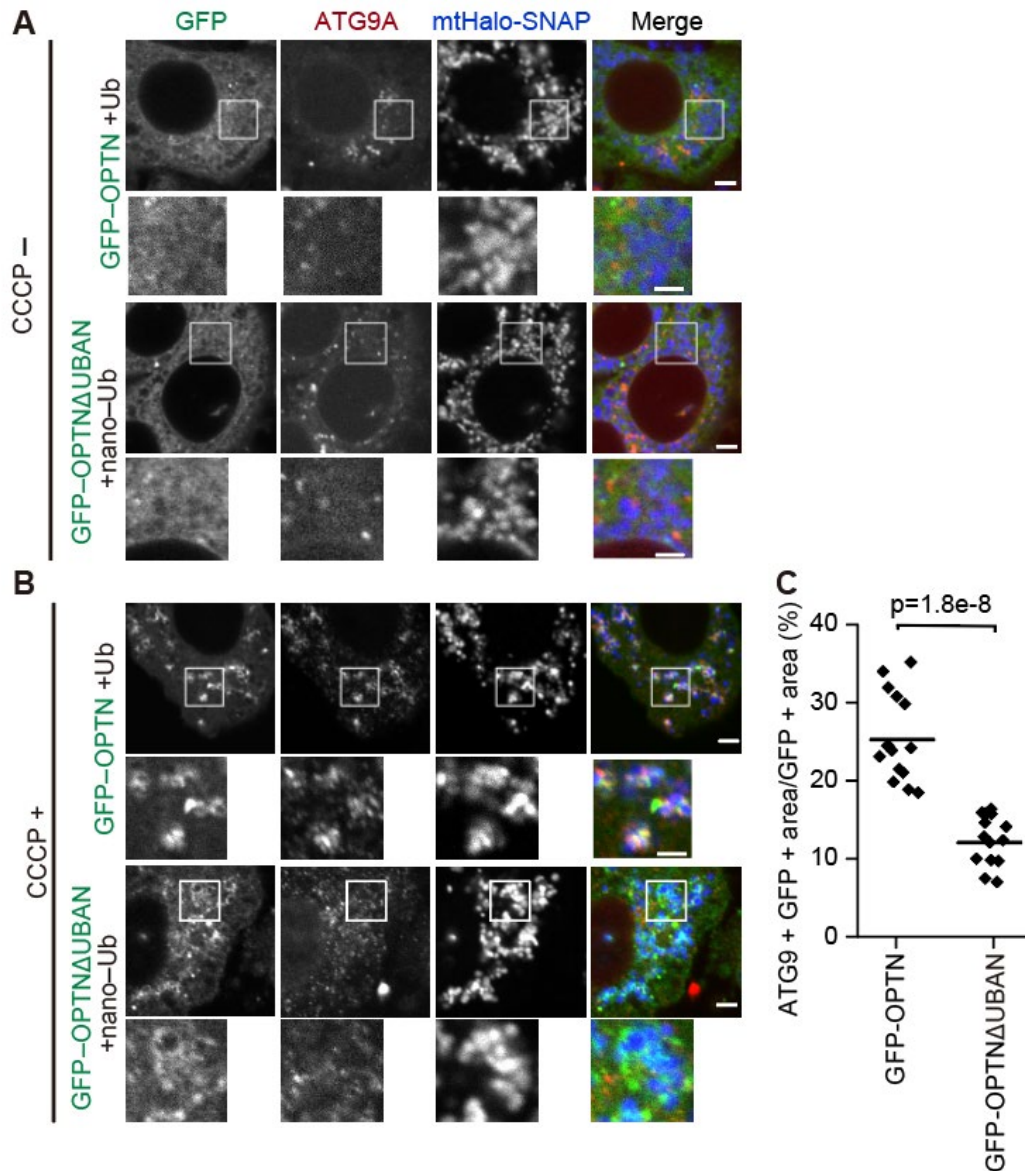 A
GFP ATG9A mtHalo-SNAP Merge
CCCP –
GFP–OPTN +Ub
GFP–OPTNΔUBAN
+nano–Ub
B
CCCP +
GFP–OPTN +Ub
GFP–OPTNΔUBAN
+nano–Ub
C
p=1.8e-8
ATG9 + GFP + area/GFP + area (%)
40
30
20
10
0
GFP-OPTN
GFP-OPTNΔUBAN